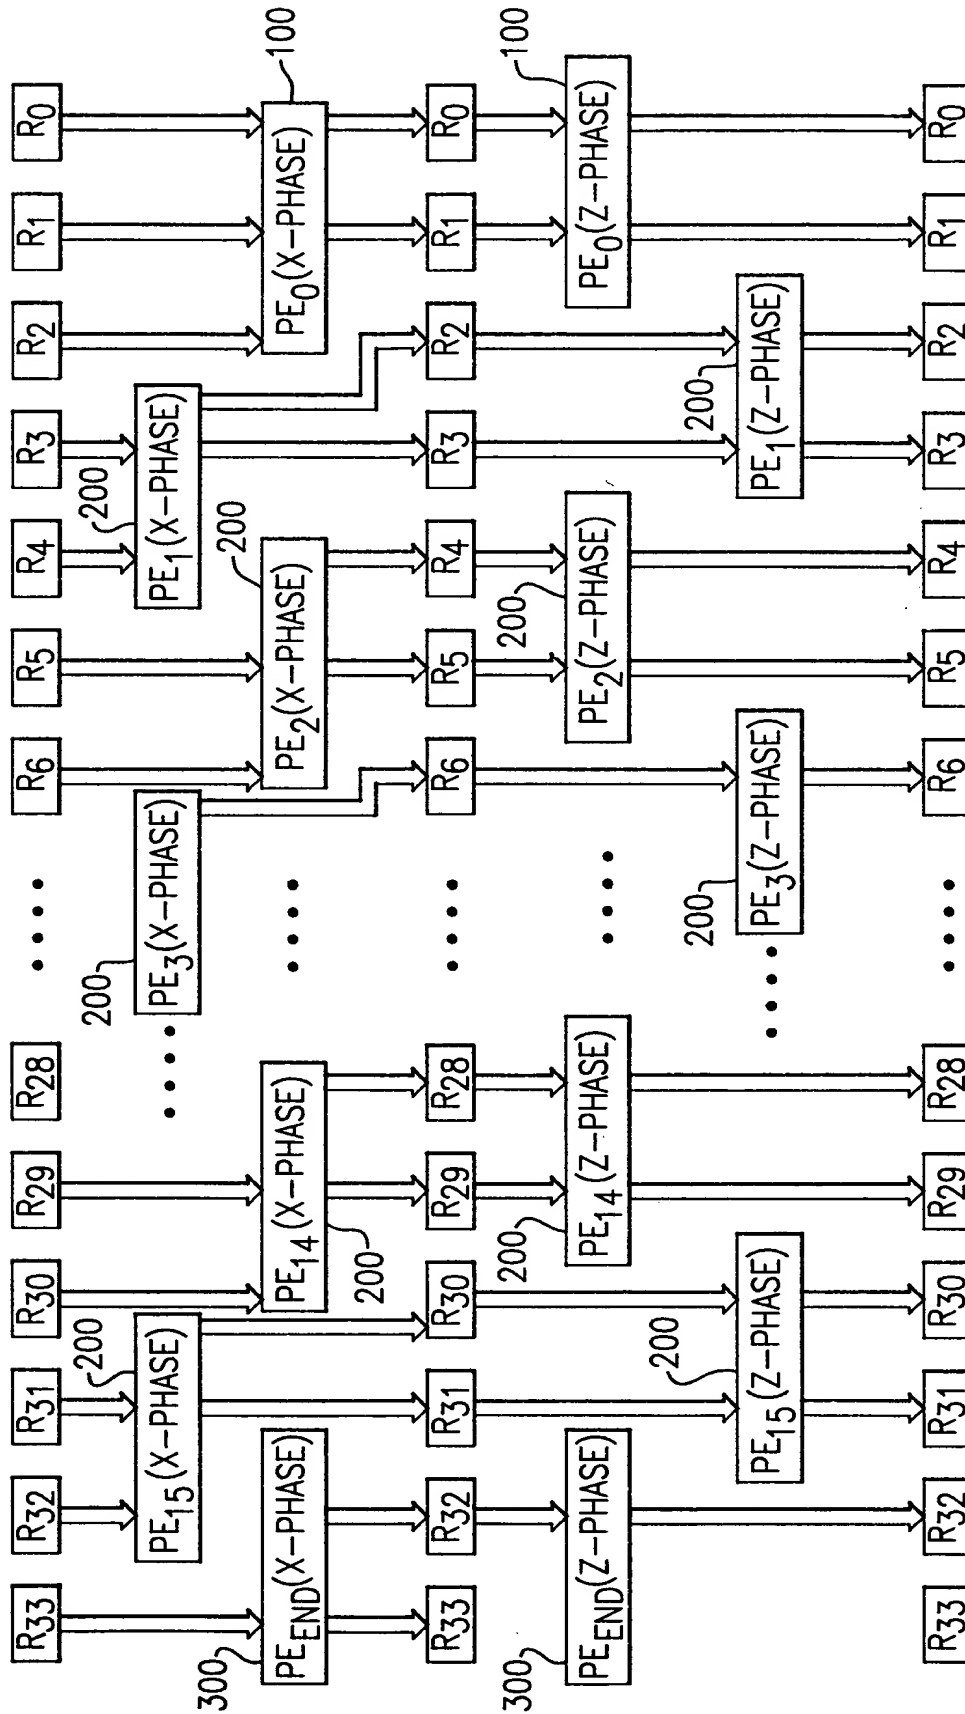 R33 R32 R31 R30 R29 R28 •••• R6 R5 R4 R3 R2 R1 R0
200 200 200
PE15(X-PHASE) •••• PE3(X-PHASE) PE1(X-PHASE)
300 200 100
PEEND(X-PHASE) PE14(X-PHASE) •••• PE2(X-PHASE) PE0(X-PHASE)
200
R33 R32 R31 R30 R29 R28 •••• R6 R5 R4 R3 R2 R1 R0
300 200 200 100
PEEND(Z-PHASE) PE14(Z-PHASE) •••• PE2(Z-PHASE) PE0(Z-PHASE)
200 200 200
PE15(Z-PHASE) •••• PE3(Z-PHASE) PE1(Z-PHASE)
R33 R32 R31 R30 R29 R28 •••• R6 R5 R4 R3 R2 R1 R0